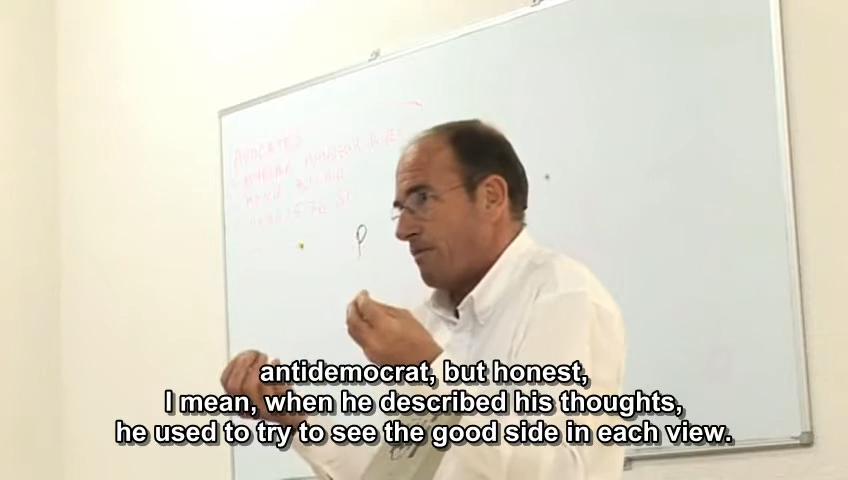 AVOCATES
antidemocrat, but honest,
I mean, when he described his thoughts,
he used to try to see the good side in each view.